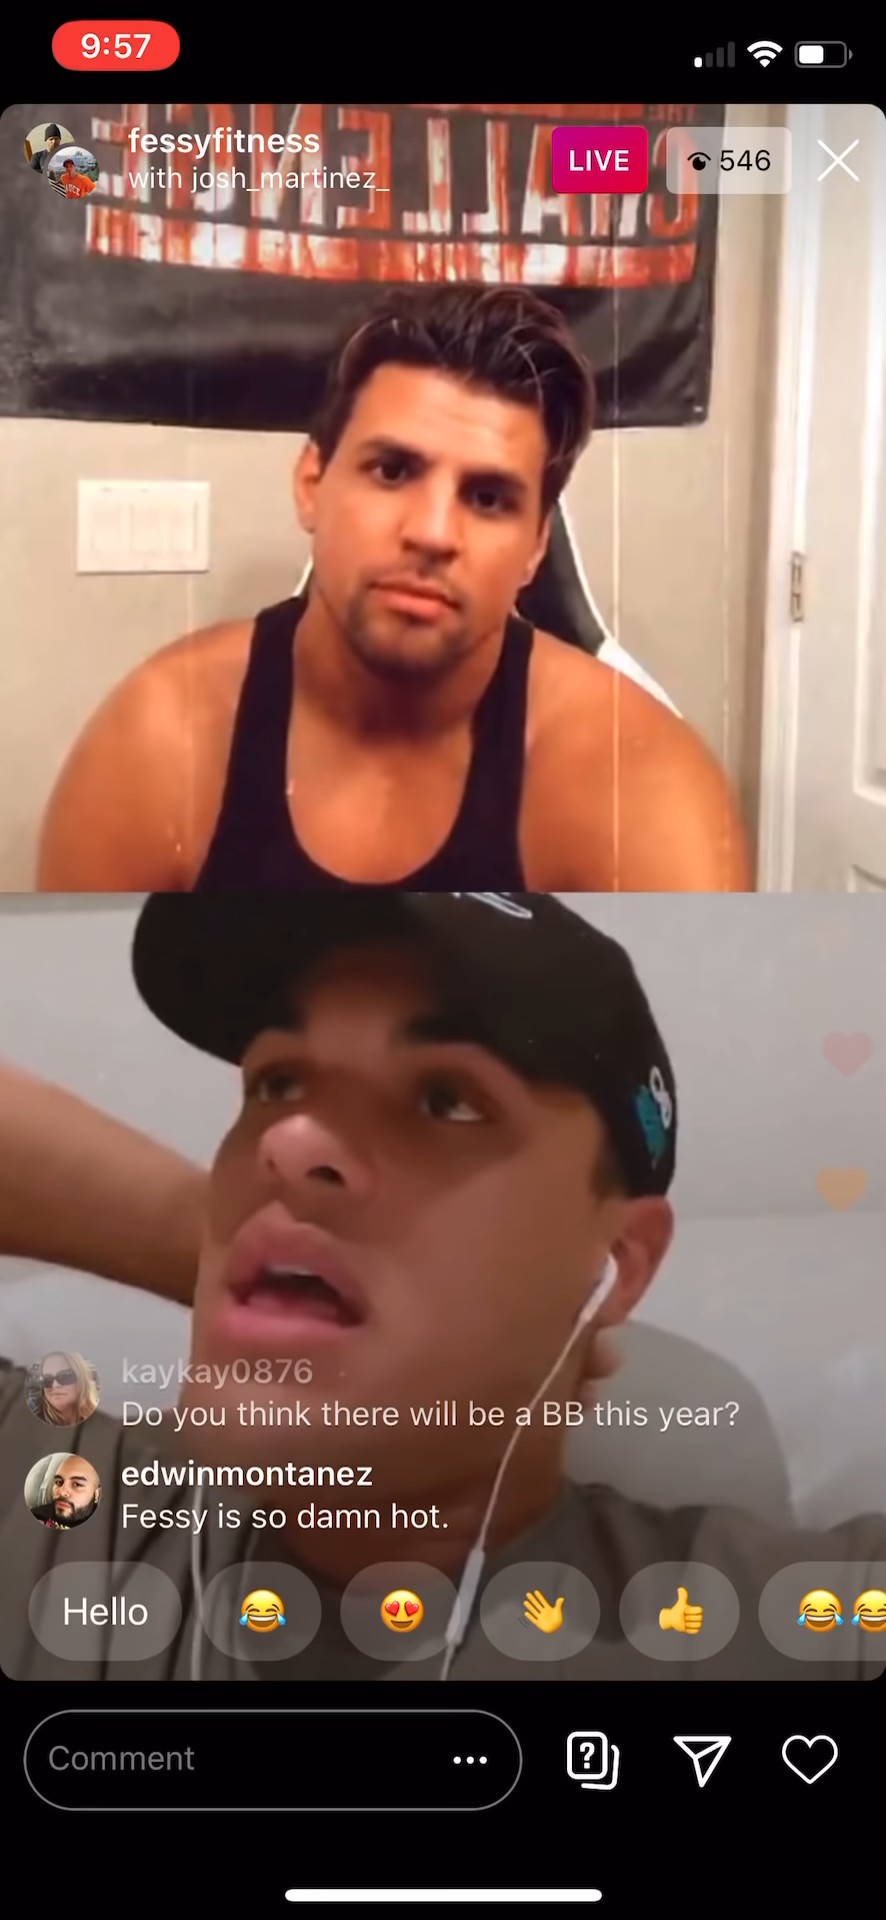 9:57
fessyfitness
with josh_martinez_
LIVE
546
CHALLENGE
kaykay0876
Do you think there will be a BB this year?
edwinmontanez
Fessy is so damn hot.
Hello
Comment